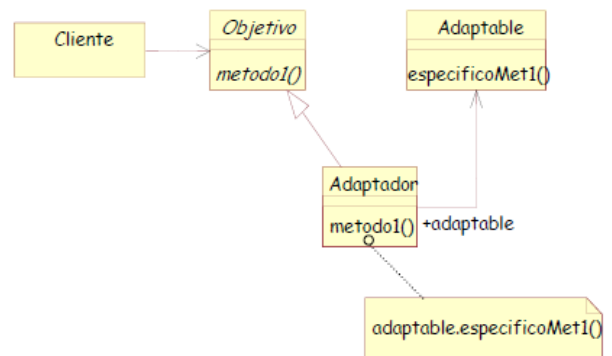 Cliente
Objetivo
metodo1()
Adaptable
especificoMet1()
Adaptador
metodo1()
+adaptable
adaptable.especificoMet1()